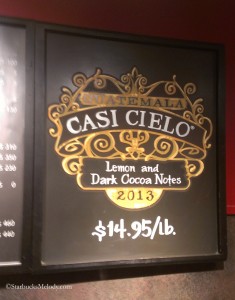 GUATEMALA
CASI CIELO®
Lemon and
Dark Cocoa Notes
2013
$14.95/lb.
©StarbucksMelody.com